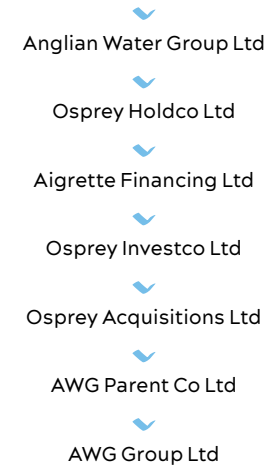 Anglian Water Group Ltd
Osprey Holdco Ltd
Aigrette Financing Ltd
Osprey Investco Ltd
Osprey Acquisitions Ltd
AWG Parent Co Ltd
AWG Group Ltd